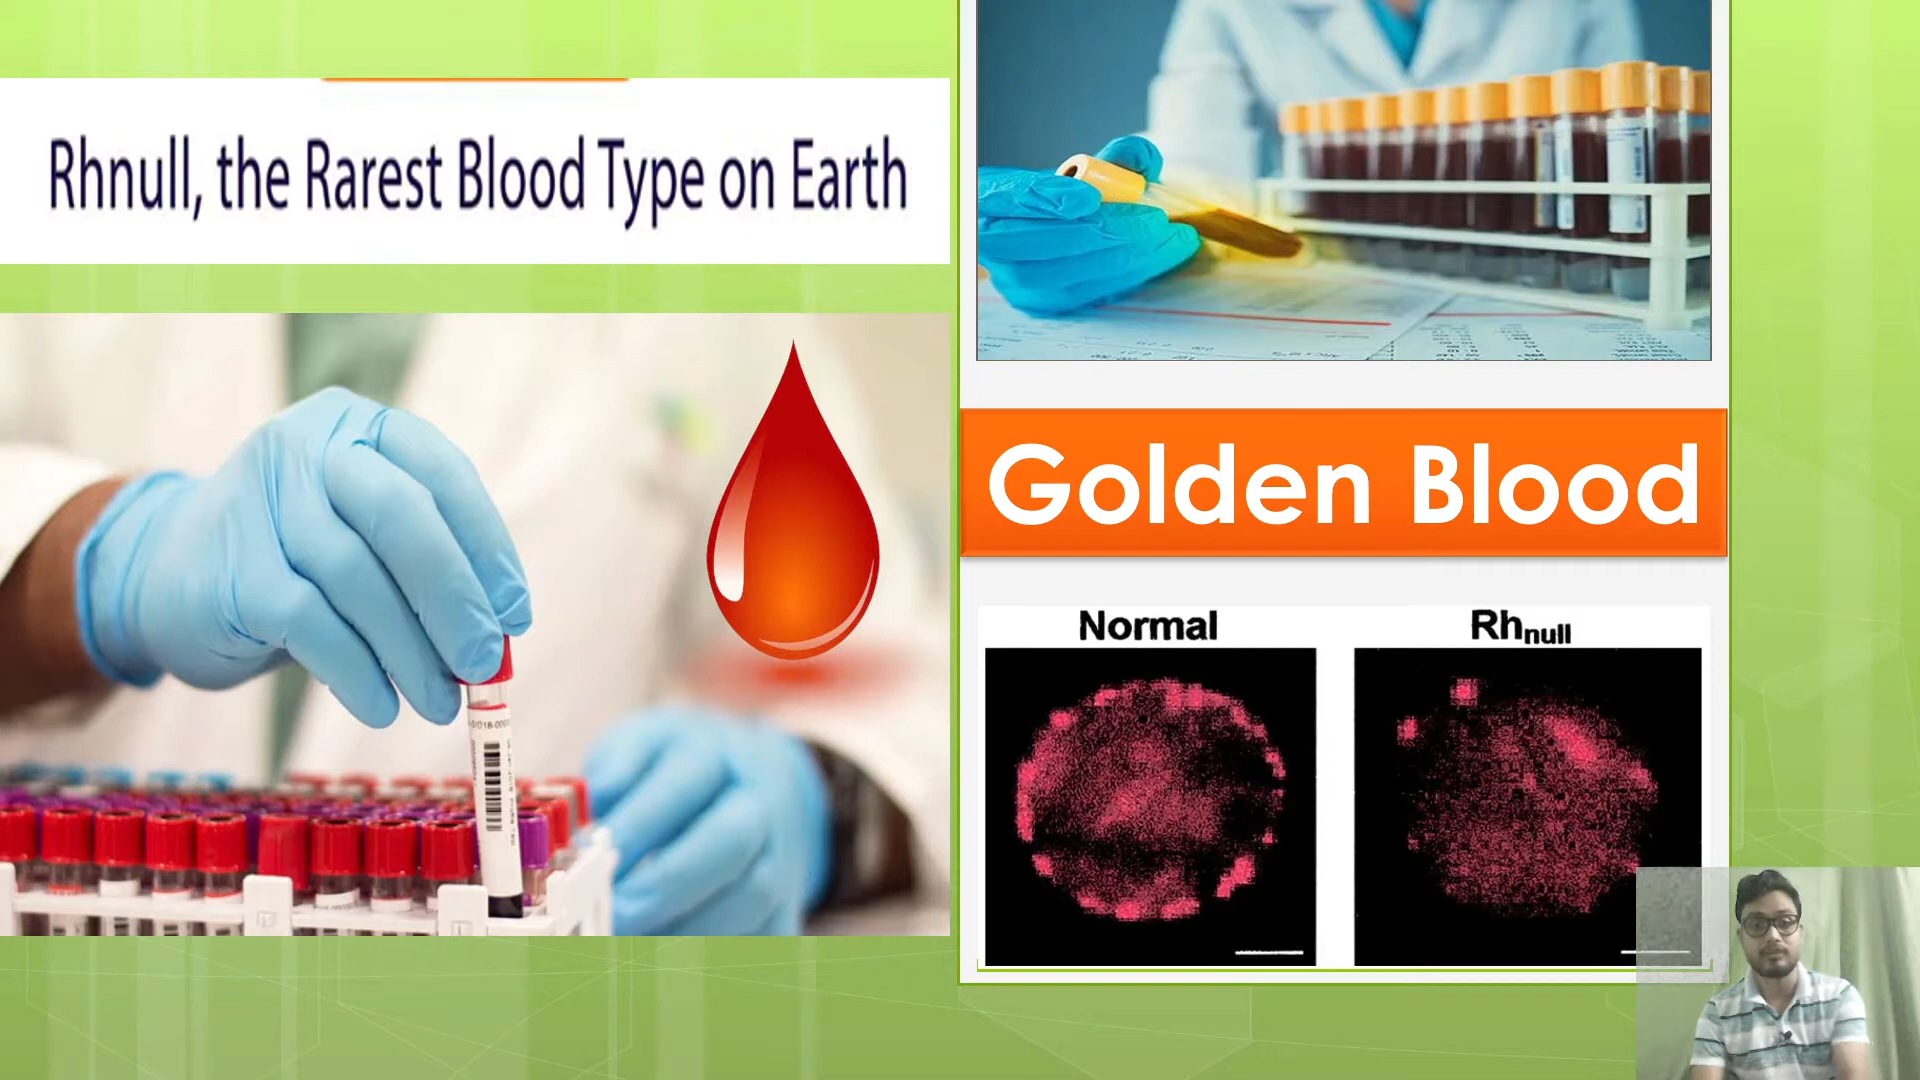 Rhnull, the Rarest Blood Type on Earth
Golden Blood
Normal
Rhnull